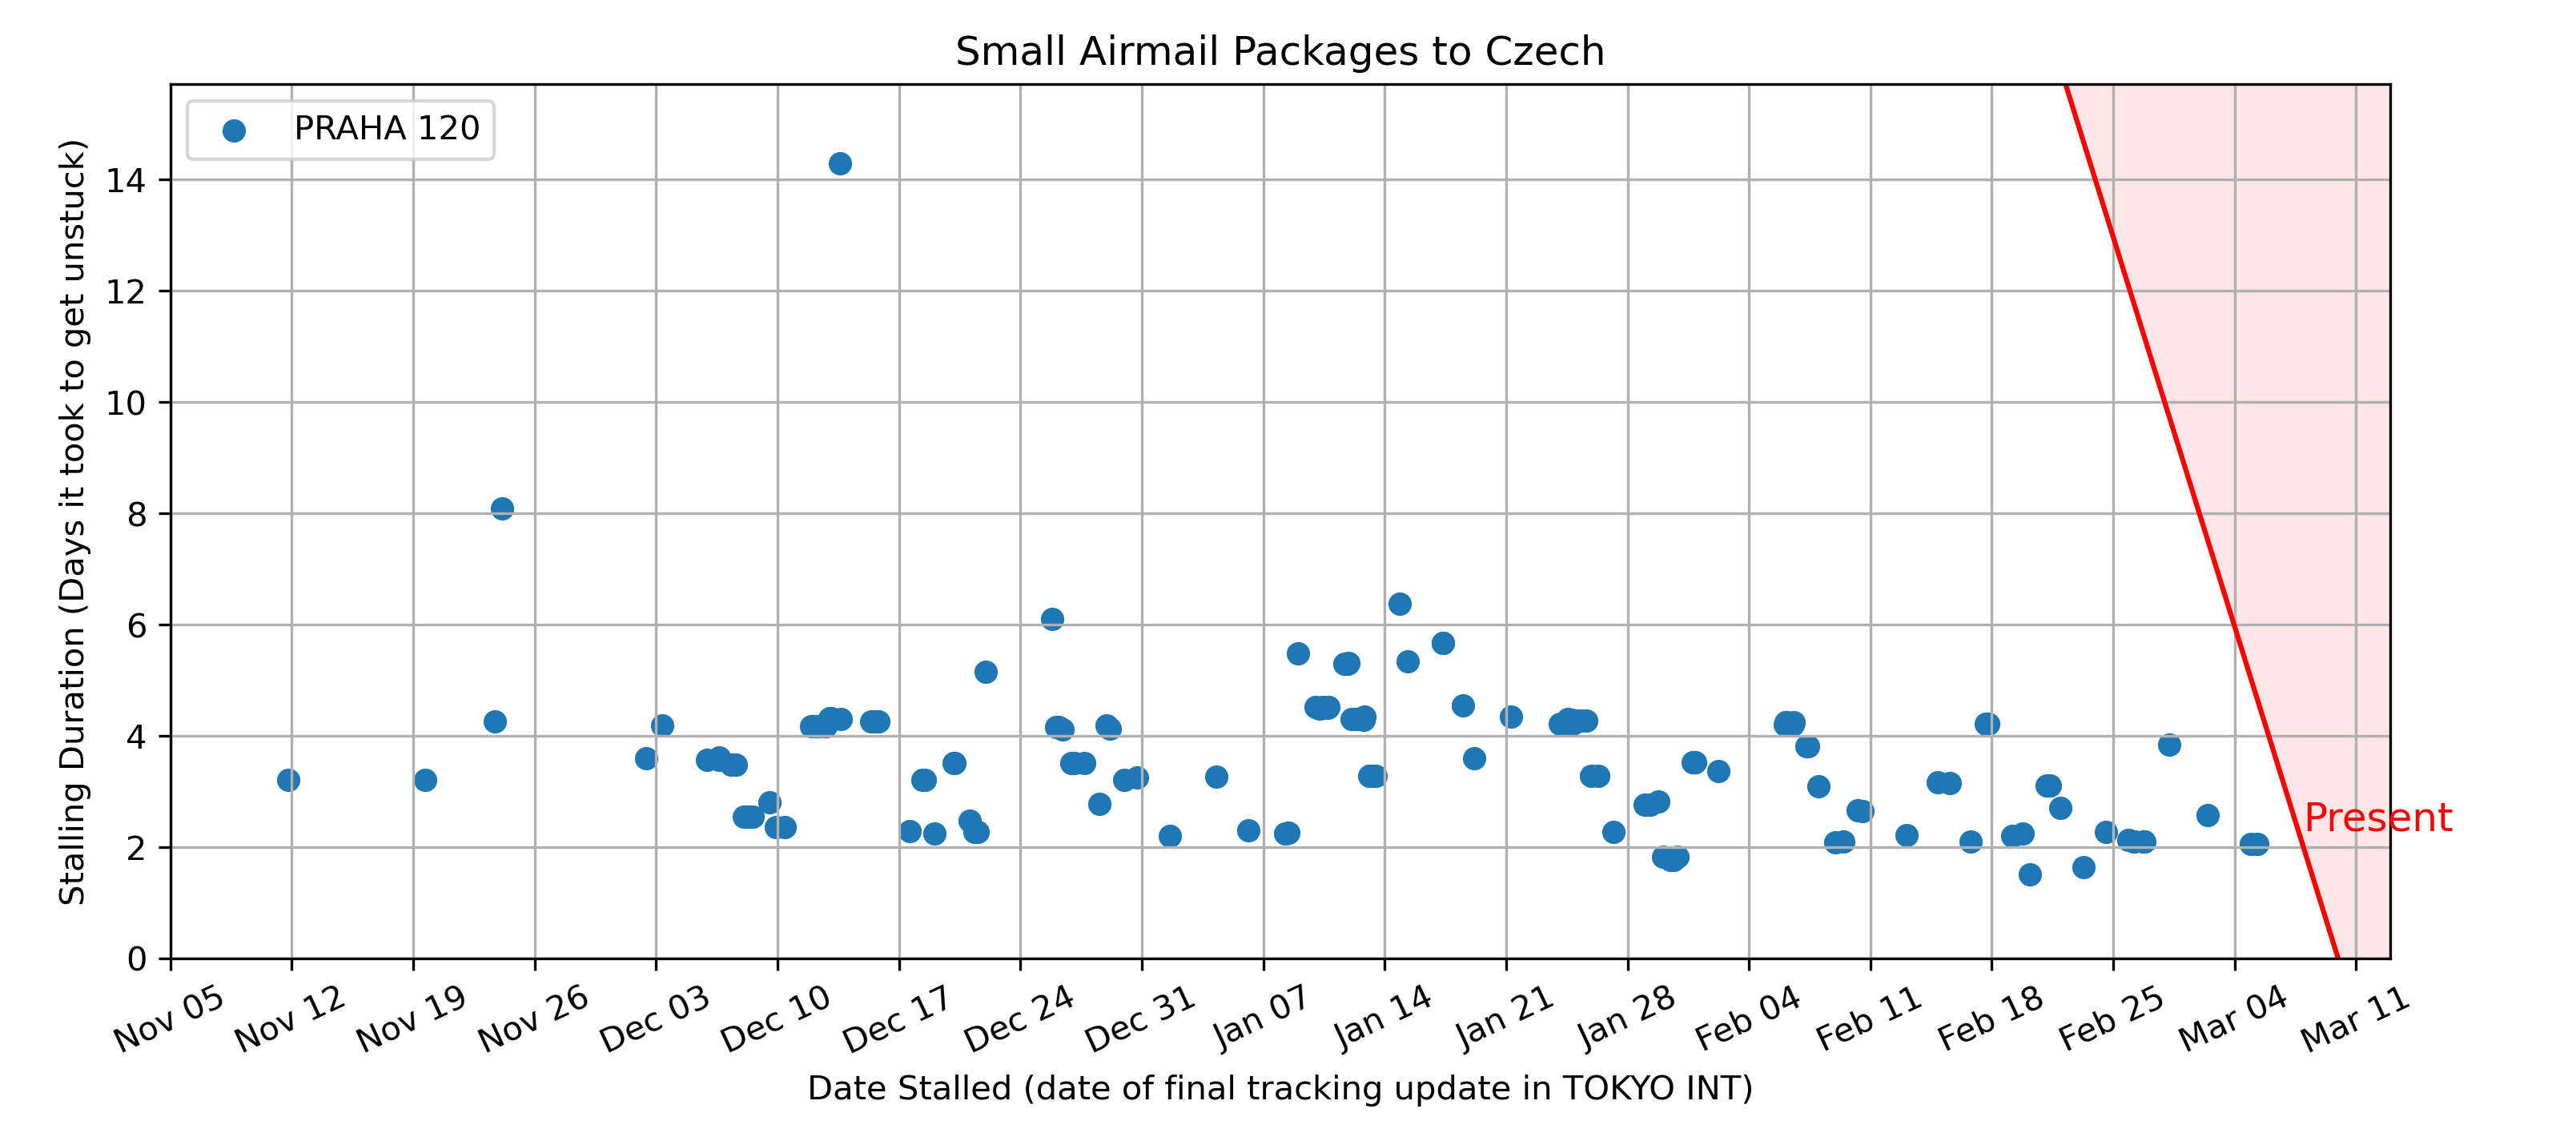 Small Airmail Packages to Czech
PRAHA 120
Stalling Duration (Days it took to get unstuck)
14
12
10
8
6
4
2
0
Present
Nov 05
Nov 12
Nov 19
Nov 26
Dec 03
Dec 10
Dec 17
Dec 24
Dec 31
Jan 07
Jan 14
Jan 21
Jan 28
Feb 04
Feb 11
Feb 18
Feb 25
Mar 04
Mar 11
Date Stalled (date of final tracking update in TOKYO INT)